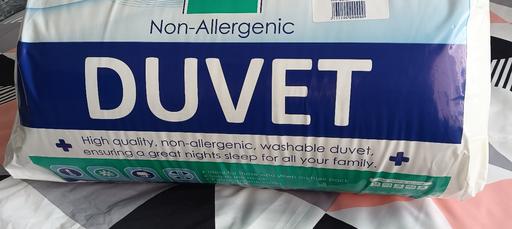 Non-Allergenic
DUVET
High quality, non-allergenic, washable duvet,
ensuring a great nights sleep for all your family.